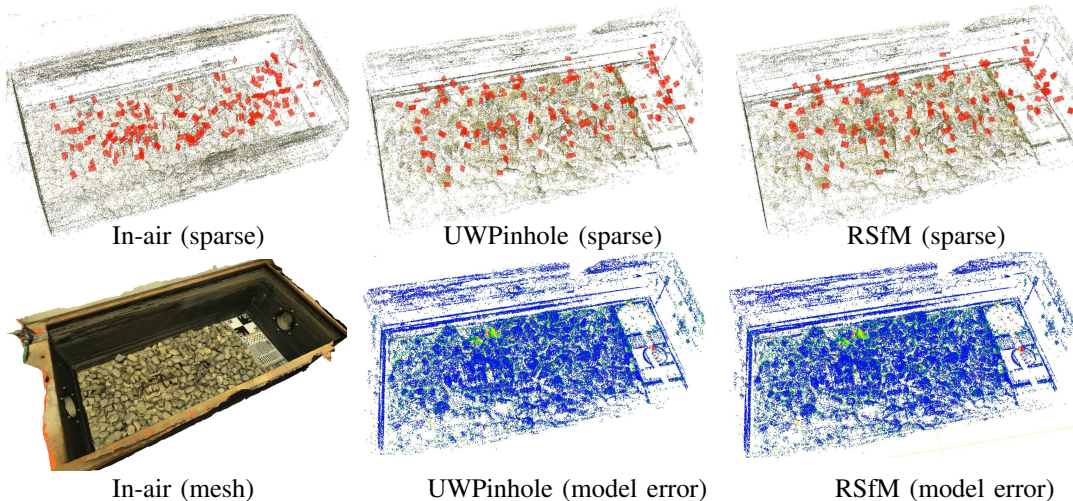 In-air (sparse)
UWPinhole (sparse)
RSfM (sparse)
In-air (mesh)
UWPinhole (model error)
RSfM (model error)